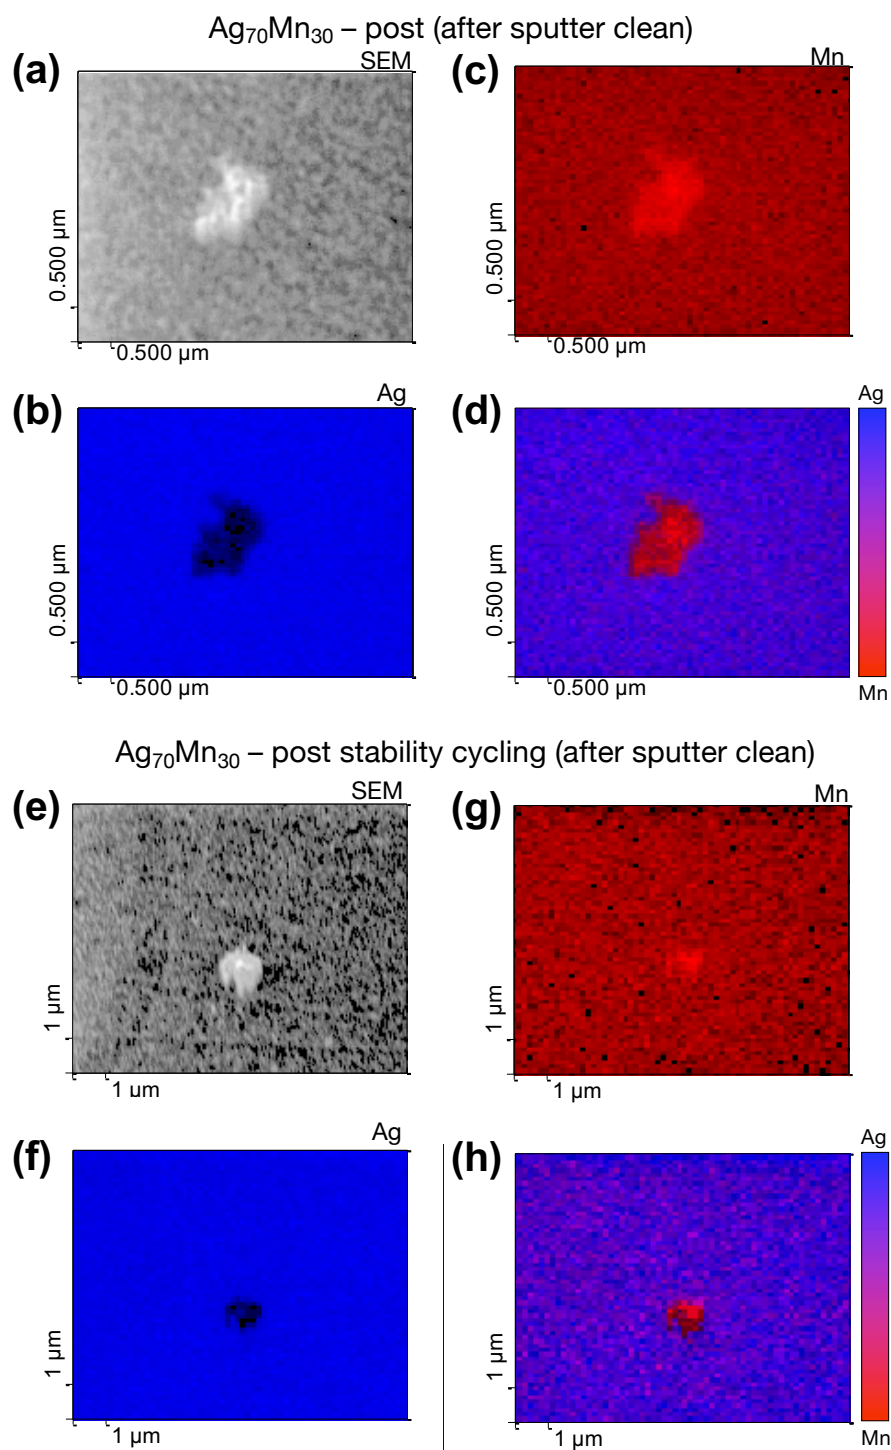 Ag70Mn30 – post (after sputter clean)
(a)
SEM
0.500 µm
0.500 µm
(c)
Mn
0.500 µm
0.500 µm
(b)
Ag
0.500 µm
0.500 µm
(d)
0.500 µm
0.500 µm
Ag
Mn
Ag70Mn30 – post stability cycling (after sputter clean)
(e)
SEM
1 µm
1 µm
(g)
Mn
1 µm
1 µm
(f)
Ag
1 µm
1 µm
(h)
1 µm
1 µm
Ag
Mn